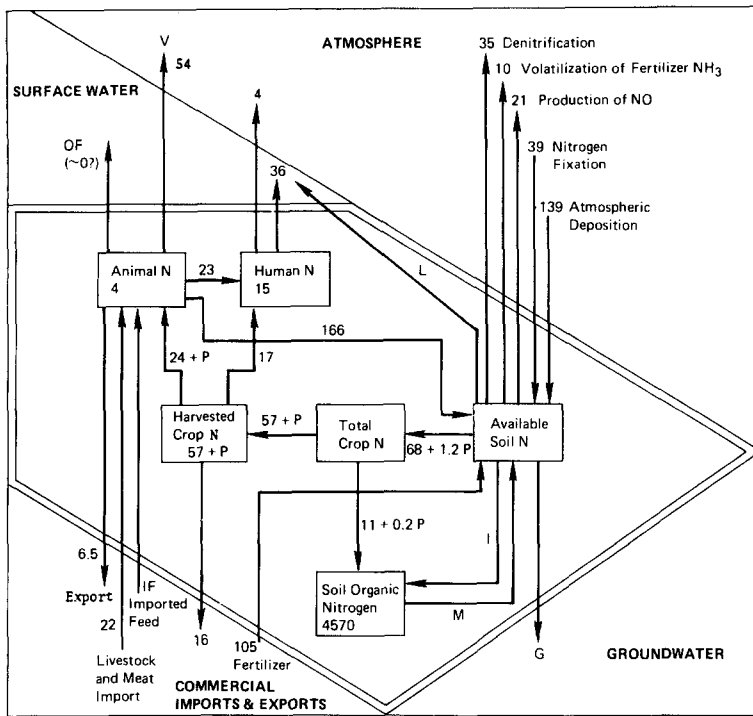 V
ATMOSPHERE
54
35 Denitrification
10 Volatilization of Fertilizer NH3
21 Production of NO
SURFACE WATER
4
OF
(~0?)
36
39 Nitrogen
Fixation
139 Atmospheric
Deposition
Animal N
4
23
Human N
15
L
166
24 + P
17
Harvested
Crop N
57 + P
57 + P
Total
Crop N
68 + 1.2 P
Available
Soil N
11 + 0.2 P
I
6.5
Export
IF
Imported
Feed
Soil Organic
Nitrogen
4570
M
22
16
105
Fertilizer
G
Livestock
and Meat
Import
GROUNDWATER
COMMERCIAL
IMPORTS & EXPORTS